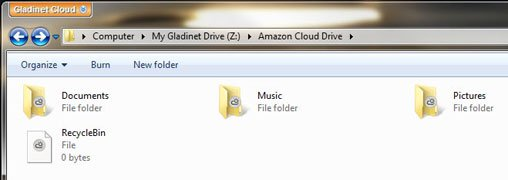 Gladinet Cloud
Computer My Gladinet Drive (Z:) Amazon Cloud Drive
Organize Burn New folder
Documents Music Pictures
File folder File folder File folder
RecycleBin
File
0 bytes